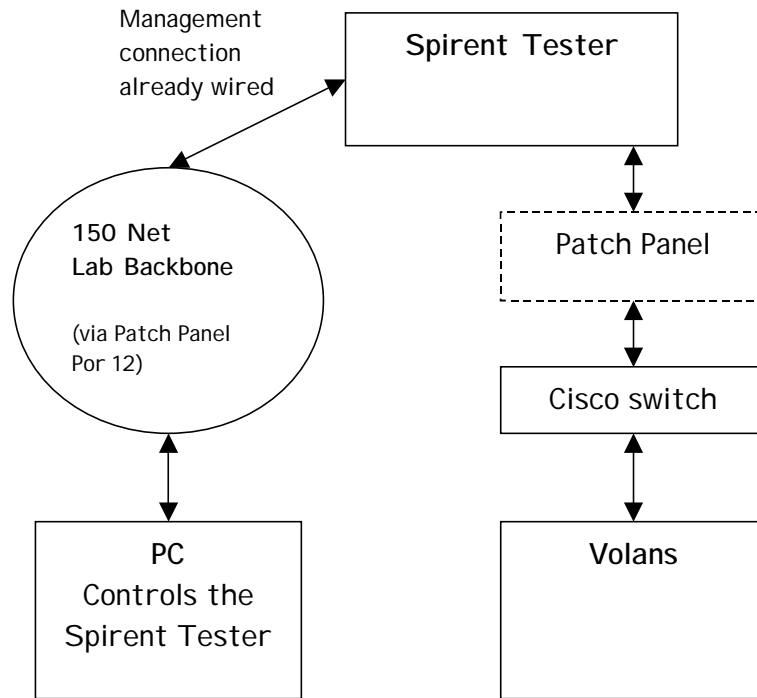 Management
connection
already wired
Spirent Tester
150 Net
Lab Backbone
(via Patch Panel
Por 12)
Patch Panel
Cisco switch
PC
Controls the
Spirent Tester
Volans